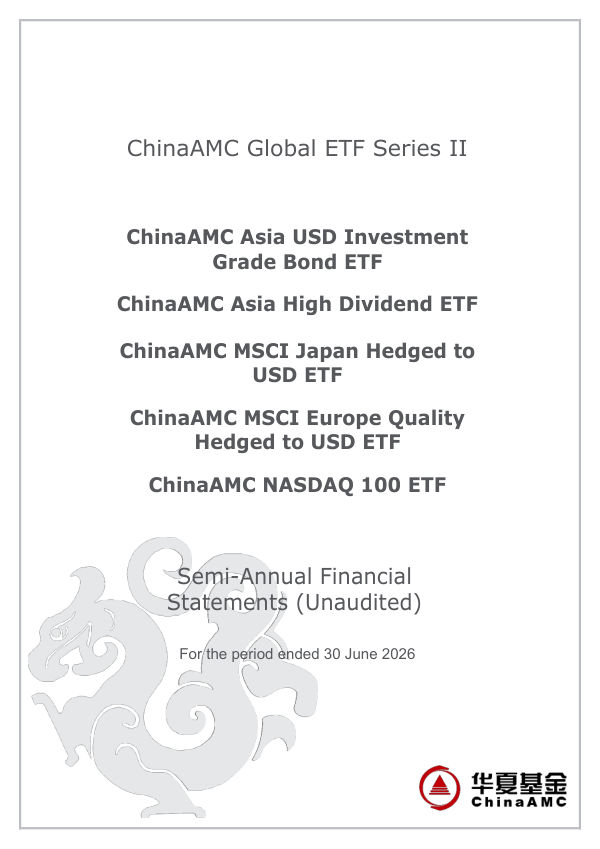 ChinaAMC Global ETF Series II
ChinaAMC Asia USD Investment
Grade Bond ETF
ChinaAMC Asia High Dividend ETF
ChinaAMC MSCI Japan Hedged to
USD ETF
ChinaAMC MSCI Europe Quality
Hedged to USD ETF
ChinaAMC NASDAQ 100 ETF
Semi-Annual Financial
Statements (Unaudited)
For the period ended 30 June 2026
华夏基金
ChinaAMC